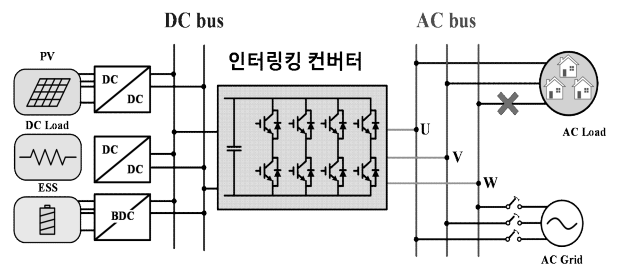 DC bus
AC bus
PV
인터링킹 컨버터
DC
DC
DC Load
AC Load
U
DC
DC
V
ESS
W
BDC
AC Grid